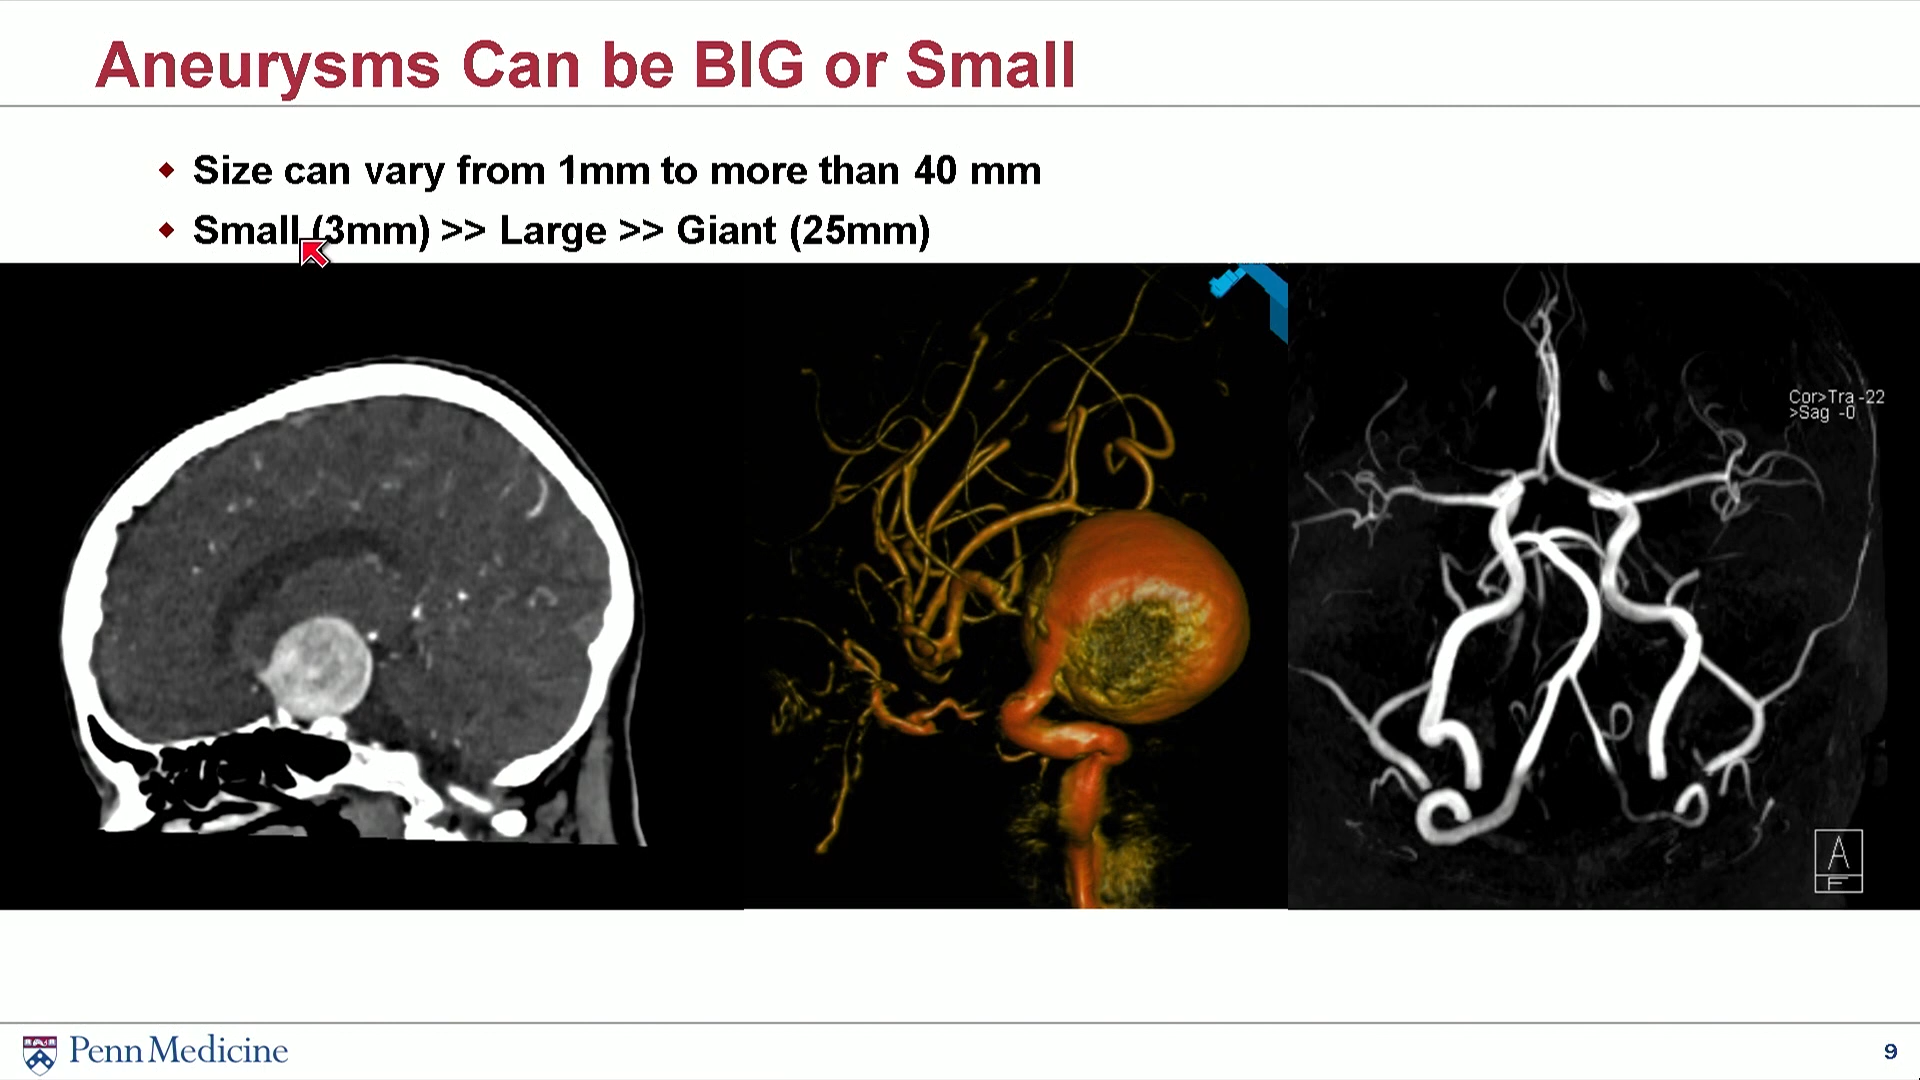 Aneurysms Can be BIG or Small
Size can vary from 1mm to more than 40 mm
Small (3mm) >> Large >> Giant (25mm)
Cor>Tra -22
>Sag -0
A
F
Penn Medicine
9